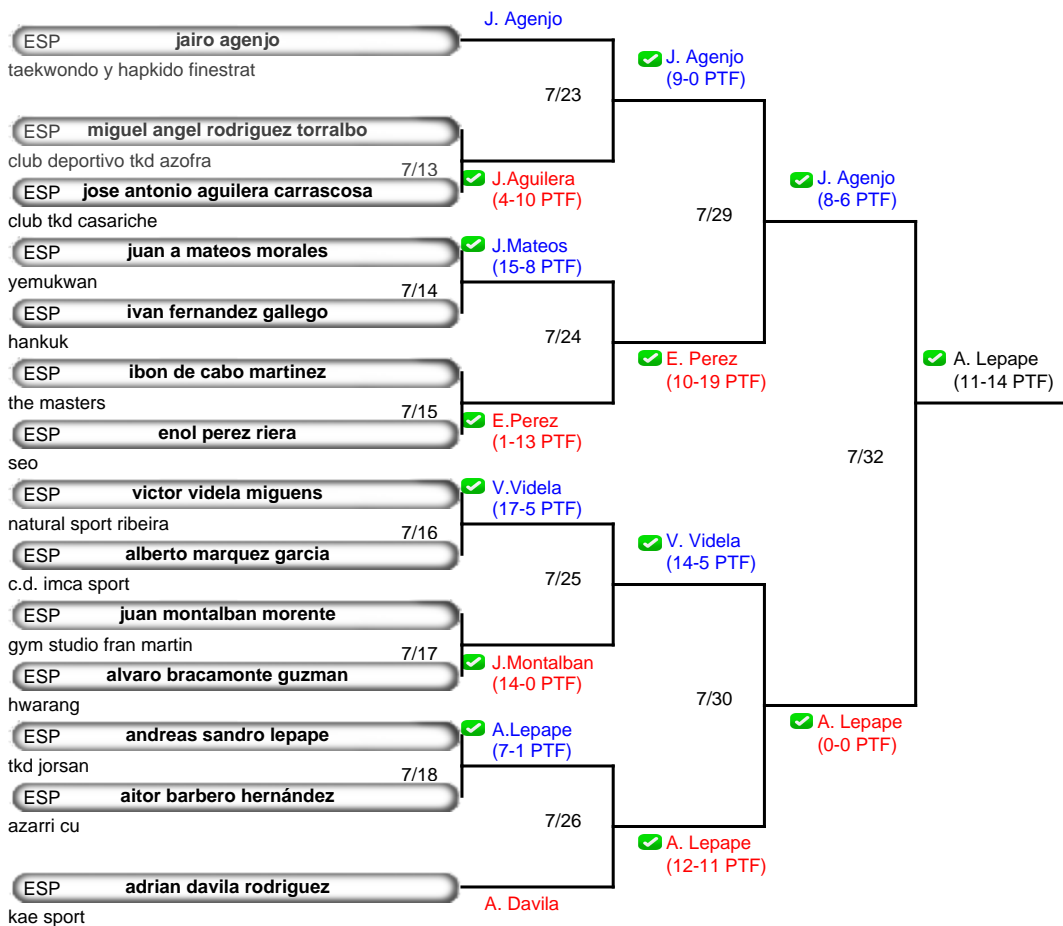 J. Agenjo
ESP jairo agenjo
taekwondo y hapkido finestrat
J. Agenjo
(9-0 PTF)
7/23
ESP miguel angel rodriguez torralbo
club deportivo tkd azofra
7/13
ESP jose antonio aguilera carrascosa
club tkd casariche
J.Aguilera
(4-10 PTF)
J. Agenjo
(8-6 PTF)
7/29
ESP juan a mateos morales
yemukwan
J.Mateos
(15-8 PTF)
7/14
ESP ivan fernandez gallego
hankuk
7/24
ESP ibon de cabo martinez
the masters
E. Perez
(10-19 PTF)
A. Lepape
(11-14 PTF)
7/15
ESP enol perez riera
seo
E.Perez
(1-13 PTF)
7/32
ESP victor videla miguens
natural sport ribeira
V.Videla
(17-5 PTF)
7/16
ESP alberto marquez garcia
c.d. imca sport
V. Videla
(14-5 PTF)
7/25
ESP juan montalban morente
gym studio fran martin
7/17
ESP alvaro bracamonte guzman
hwarang
J.Montalban
(14-0 PTF)
7/30
ESP andreas sandro lepape
tkd jorsan
A.Lepape
(7-1 PTF)
A. Lepape
(0-0 PTF)
7/18
ESP aitor barbero hernández
azarri cu
7/26
A. Lepape
(12-11 PTF)
ESP adrian davila rodriguez
kae sport
A. Davila